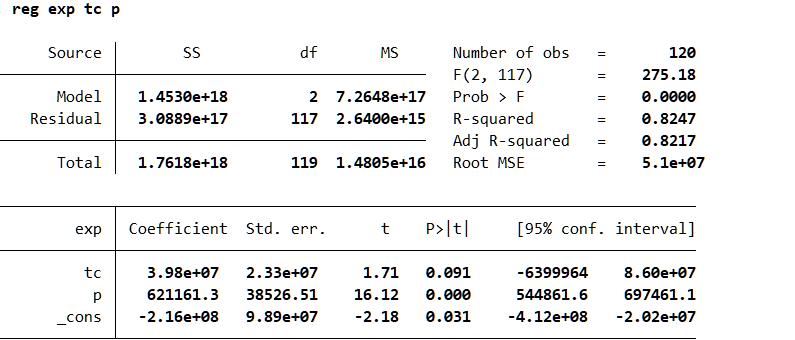 . reg exp tc p
Source | SS df MS Number of obs = 120
F(2, 117) = 275.18
Model | 1.4530e+18 2 7.2648e+17 Prob > F = 0.0000
Residual | 3.0889e+17 117 2.6400e+15 R-squared = 0.8247
Adj R-squared = 0.8217
Total | 1.7618e+18 119 1.4805e+16 Root MSE = 5.1e+07
exp | Coefficient Std. err. t P>|t| [95% conf. interval]
tc | 3.98e+07 2.33e+07 1.71 0.091 -6399964 8.60e+07
p | 621161.3 38526.51 16.12 0.000 544861.6 697461.1
_cons | -2.16e+08 9.89e+07 -2.18 0.031 -4.12e+08 -2.02e+07